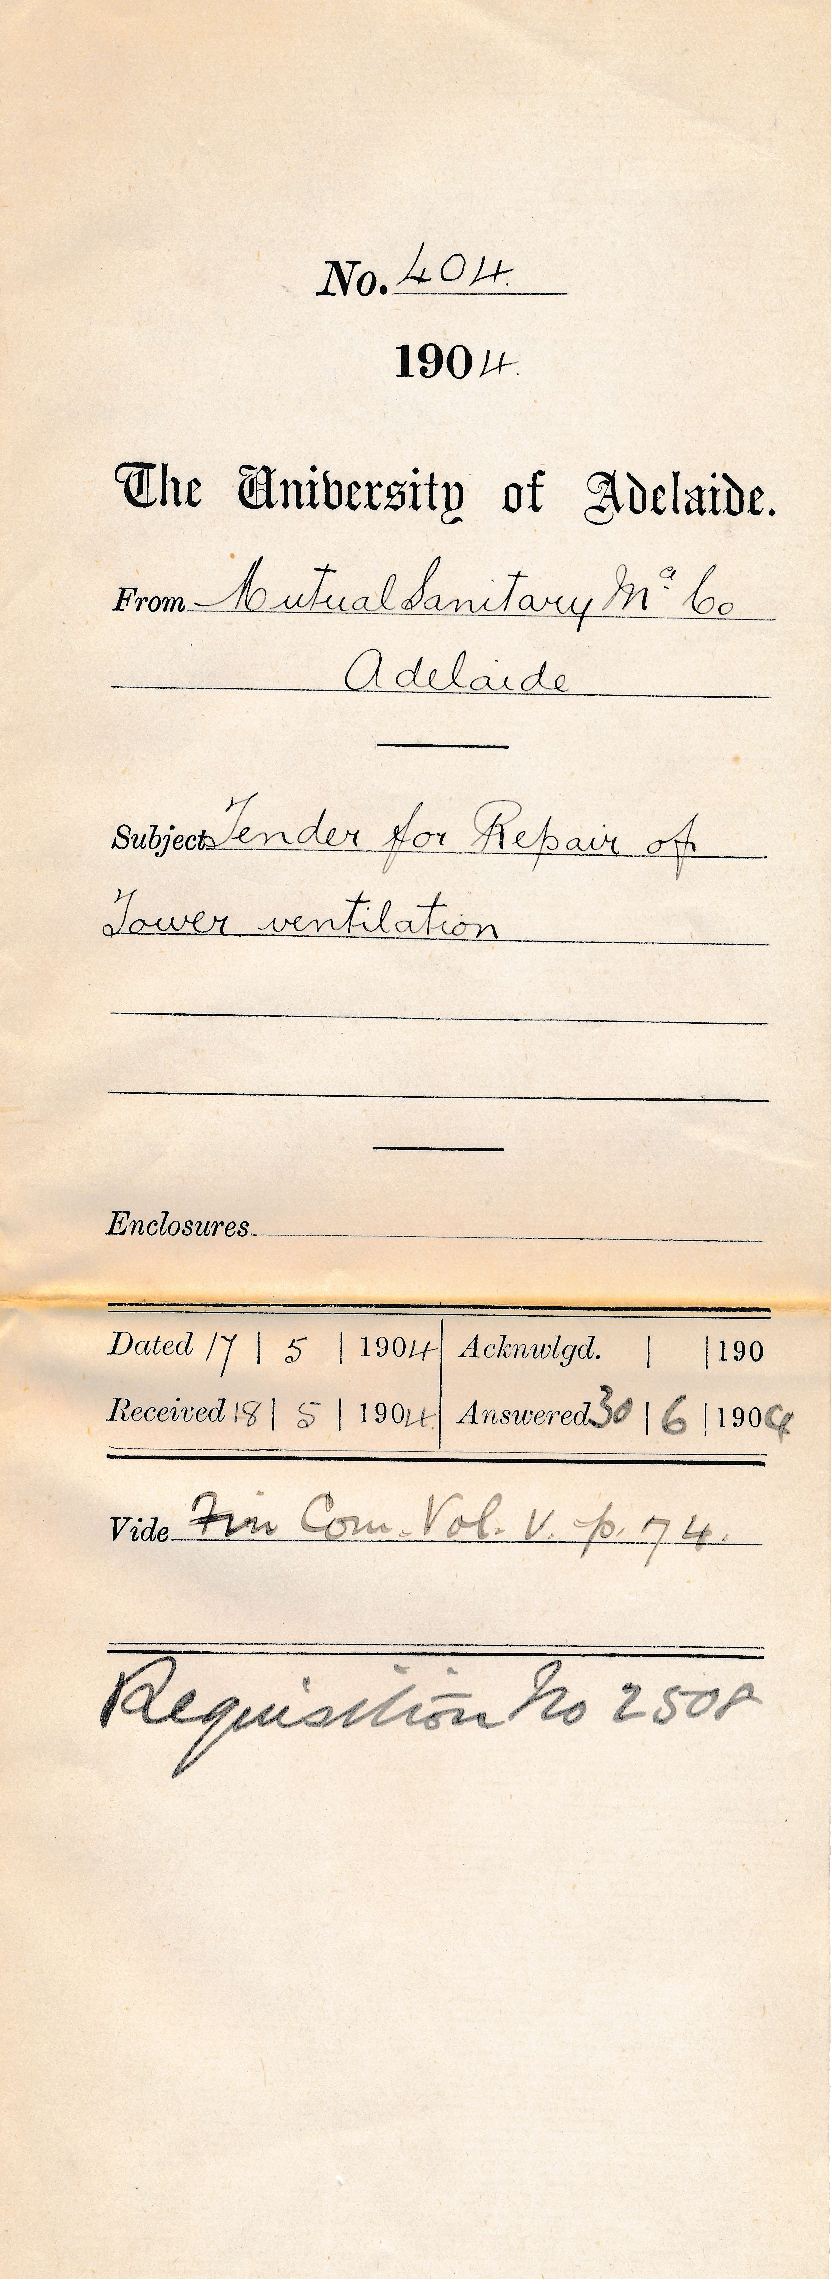 No. 404.
1904.
The University of Adelaide.
From Mutual Sanitary Mª Co
Adelaide
Subject Tender for Repair of
Tower ventilation
Enclosures.
Dated 17 | 5 | 1904 Acknwlgd. | | 190
Received 18 | 5 | 1904 Answered 30 | 6 | 1904
Vide Fin Com. Vol. V. p. 74.
Requisition No 2508